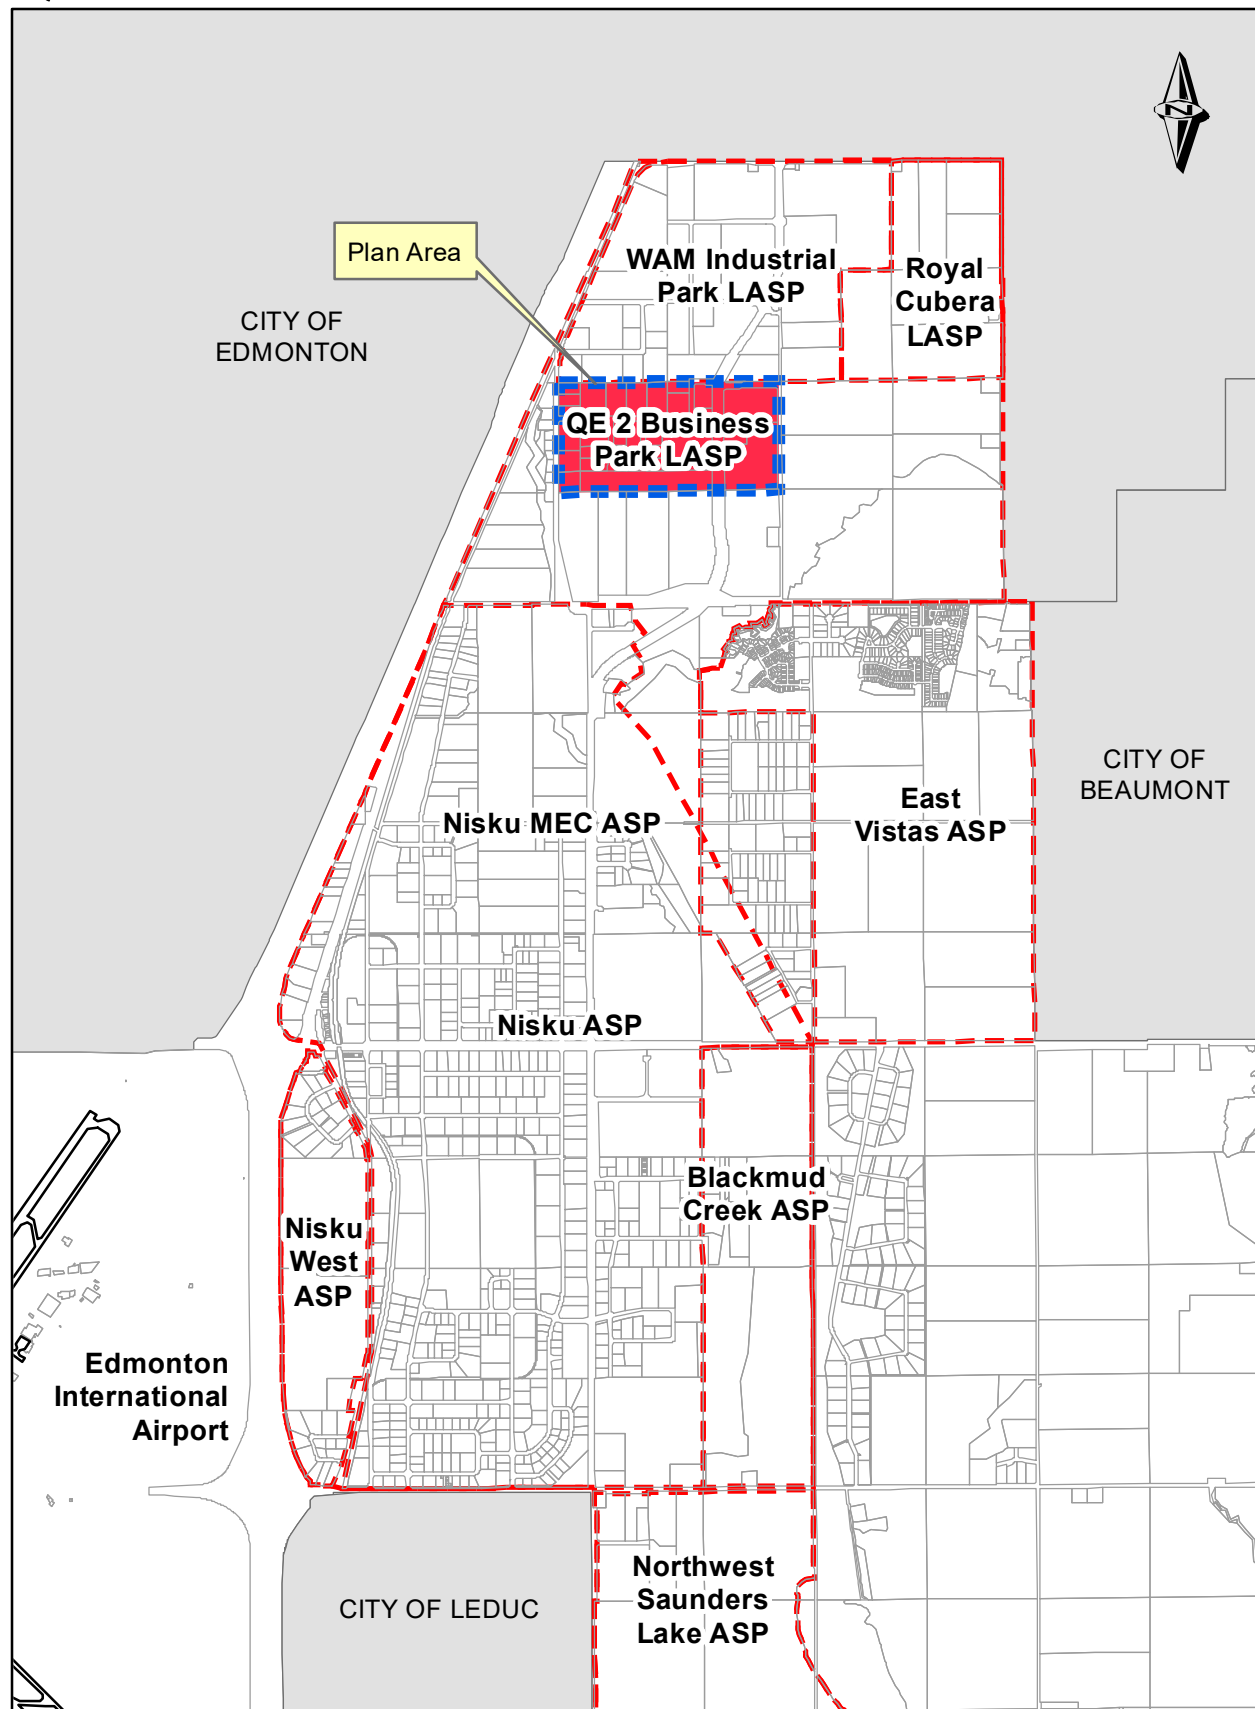 N
WAM Industrial
Park LASP
Royal
Cubera
LASP
Plan Area
CITY OF
EDMONTON
QE 2 Business
Park LASP
CITY OF
BEAUMONT
East
Vistas ASP
Nisku MEC ASP
Nisku ASP
Blackmud
Creek ASP
Nisku
West
ASP
Edmonton
International
Airport
Northwest
Saunders
Lake ASP
CITY OF LEDUC